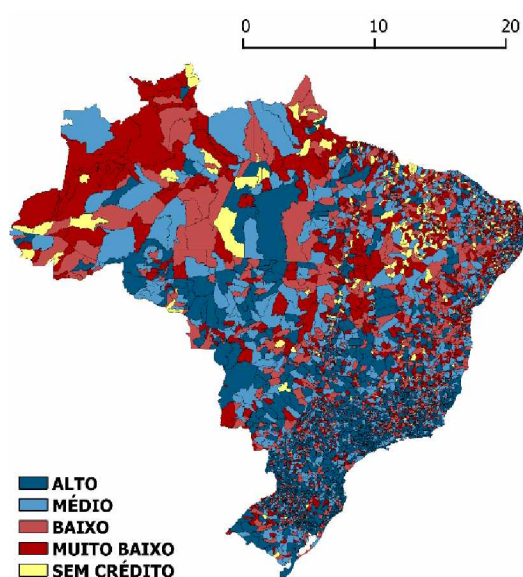 0 10 20
ALTO
MÉDIO
BAIXO
MUITO BAIXO
SEM CRÉDITO